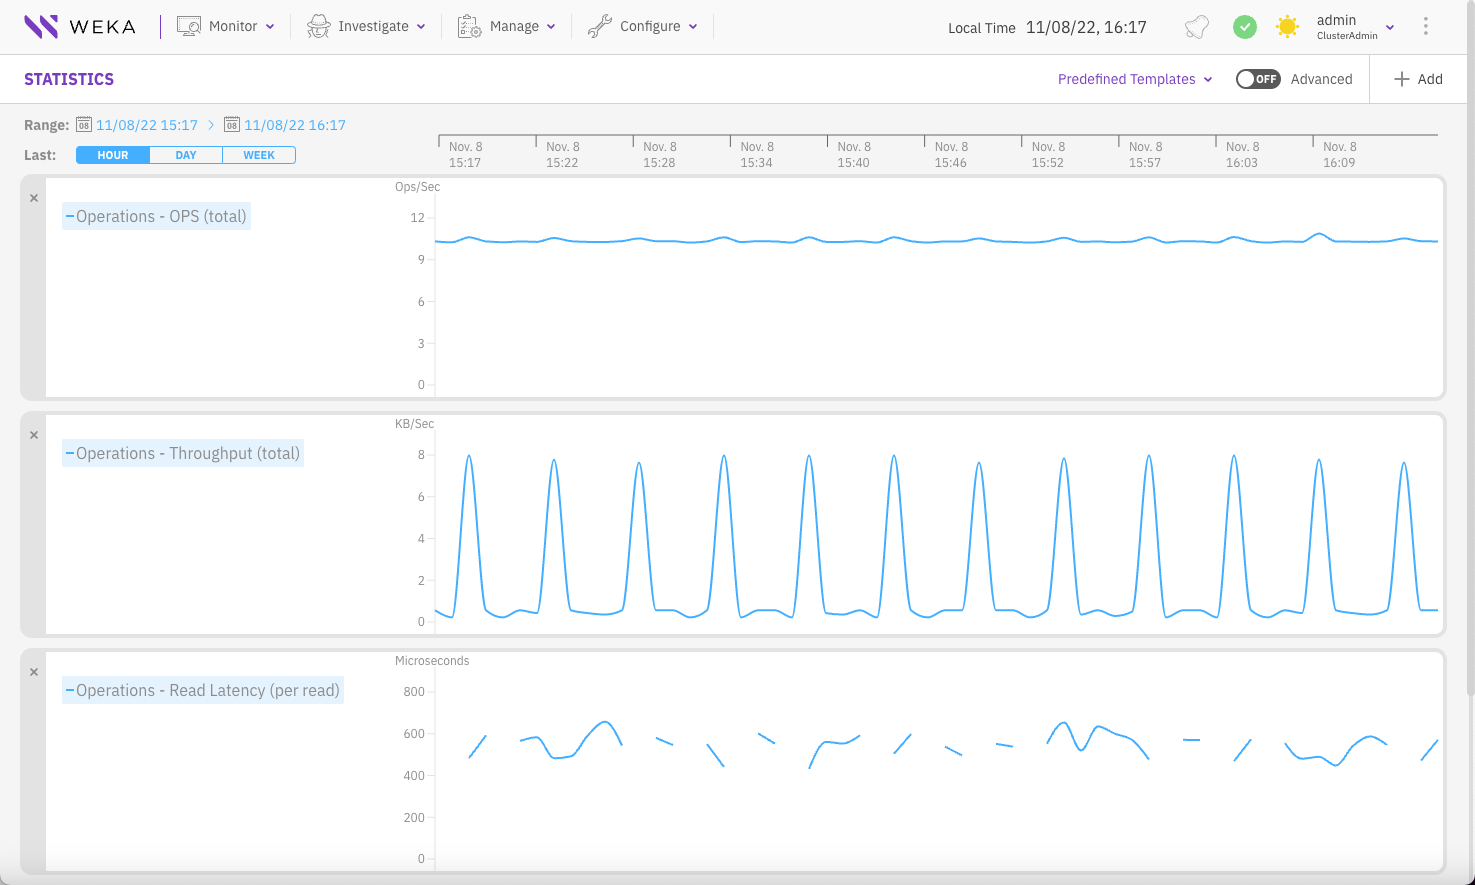 WEKA Monitor Investigate Manage Configure Local Time 11/08/22, 16:17 admin
ClusterAdmin
STATISTICS Predefined Templates OFF Advanced Add
Range: 08 11/08/22 15:17 > 08 11/08/22 16:17
Last: HOUR DAY WEEK
Nov. 8 Nov. 8 Nov. 8 Nov. 8 Nov. 8 Nov. 8 Nov. 8 Nov. 8 Nov. 8 Nov. 8
15:17 15:22 15:28 15:34 15:40 15:46 15:52 15:57 16:03 16:09
Ops/Sec
Operations - OPS (total)
12
9
6
3
0
KB/Sec
Operations - Throughput (total)
8
6
4
2
0
Microseconds
Operations - Read Latency (per read)
800
600
400
200
0